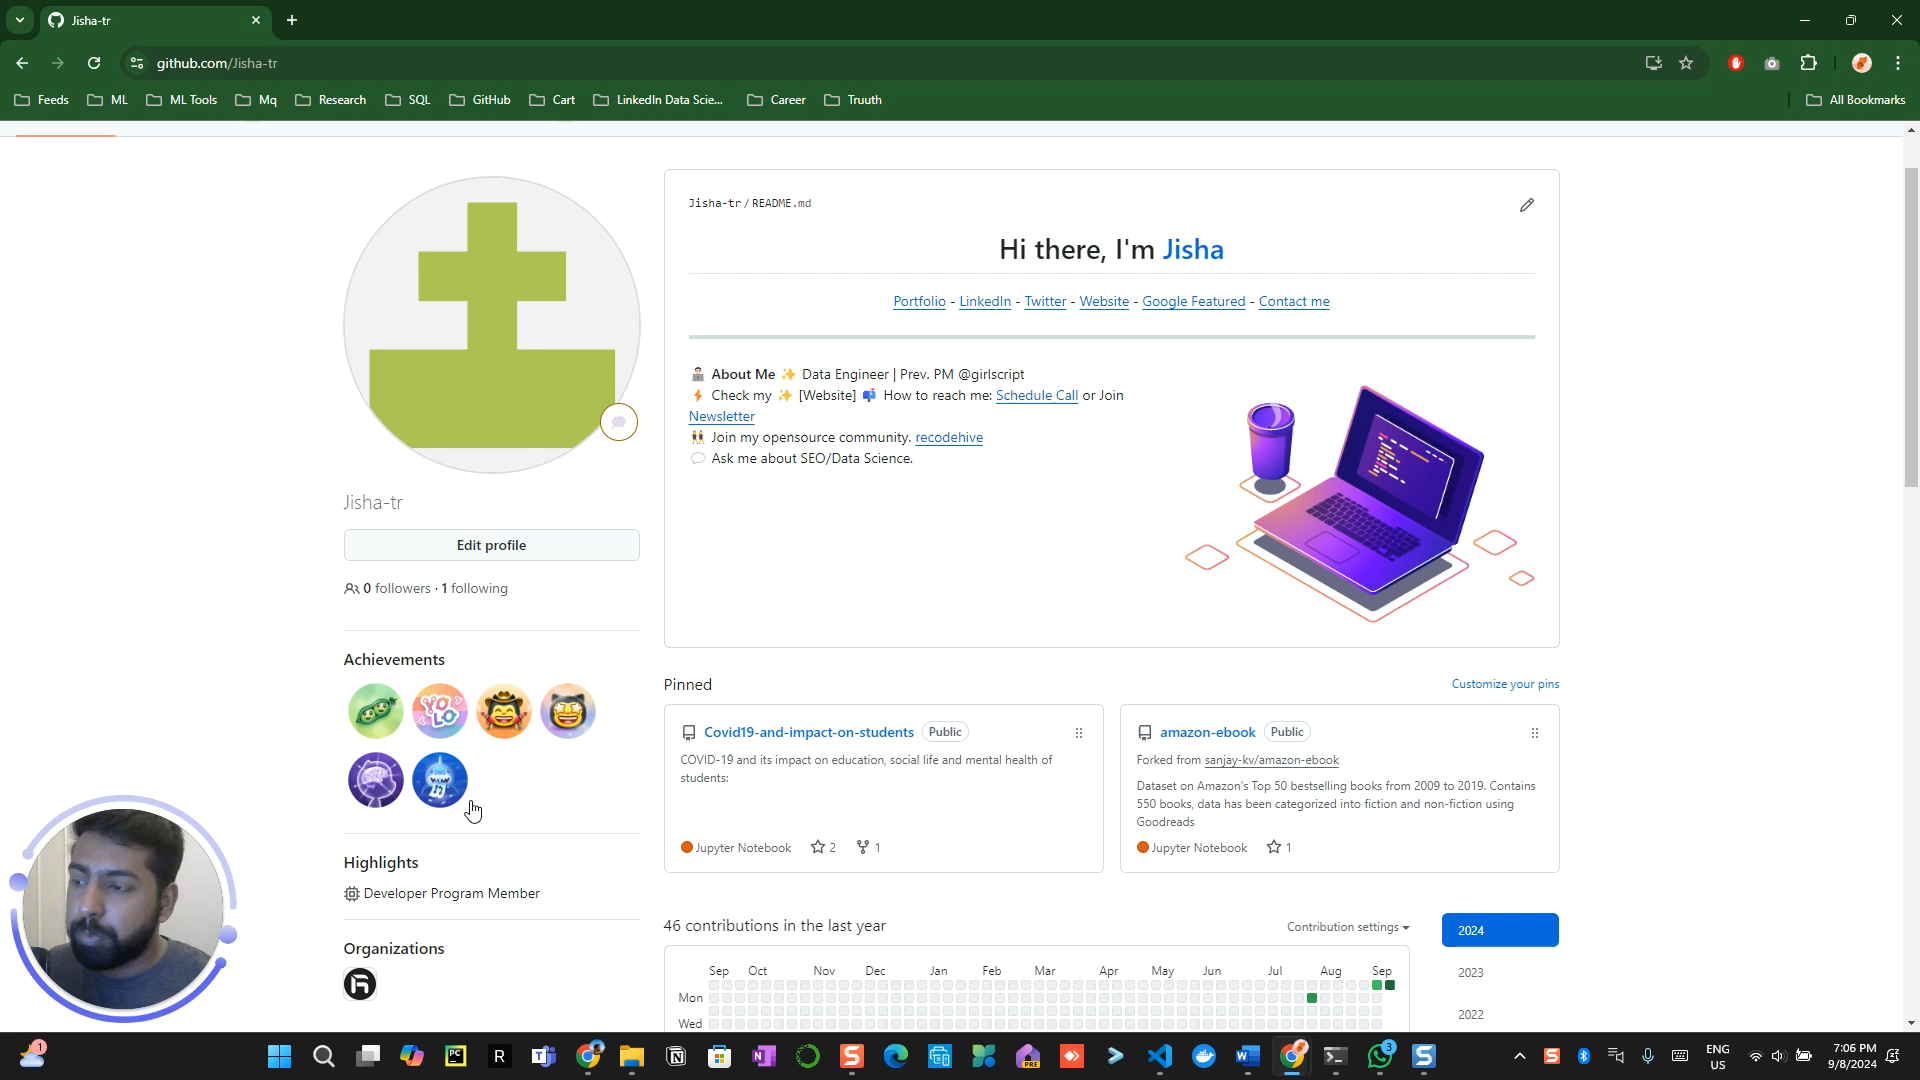 Jisha-tr
github.com/Jisha-tr
Feeds
ML
ML Tools
Mq
Research
SQL
GitHub
Cart
LinkedIn Data Scie...
Career
Truuth
All Bookmarks
Jisha-tr / README.md
Hi there, I'm Jisha
Portfolio - LinkedIn - Twitter - Website - Google Featured - Contact me
About Me ✨ Data Engineer | Prev. PM @girlscript
⚡ Check my ✨ [Website] 📫 How to reach me: Schedule Call or Join
Newsletter
Join my opensource community. recodehive
Ask me about SEO/Data Science.
Jisha-tr
Edit profile
0 followers · 1 following
Achievements
YOLO
Highlights
Developer Program Member
Organizations
Pinned
Customize your pins
Covid19-and-impact-on-students Public
COVID-19 and its impact on education, social life and mental health of
students:
Jupyter Notebook 2 1
amazon-ebook Public
Forked from sanjay-kv/amazon-ebook
Dataset on Amazon's Top 50 bestselling books from 2009 to 2019. Contains
550 books, data has been categorized into fiction and non-fiction using
Goodreads
Jupyter Notebook 1
46 contributions in the last year
Contribution settings
2024
2023
2022
Sep Oct Nov Dec Jan Feb Mar Apr May Jun Jul Aug Sep
Mon
Wed
1
PC
R
PRE
3
ENG
US
7:06 PM
9/8/2024